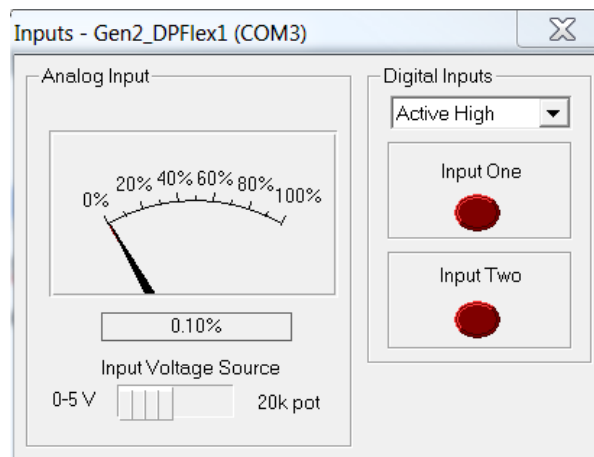 Inputs - Gen2_DPFlex1 (COM3)
Analog Input
0% 20% 40% 60% 80% 100%
0.10%
Input Voltage Source
0-5 V 20k pot
Digital Inputs
Active High
Input One
Input Two